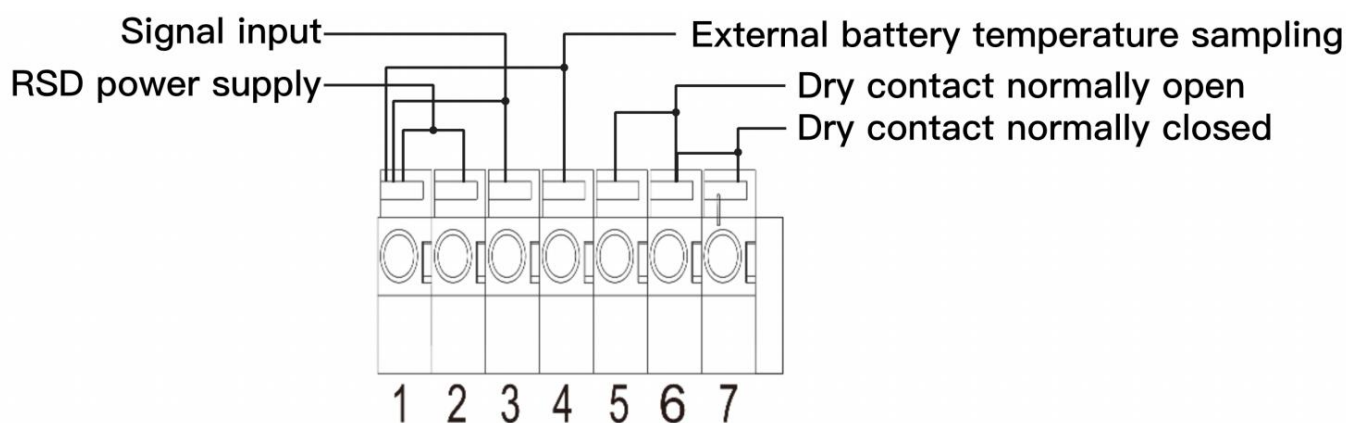 Signal input
External battery temperature sampling
RSD power supply
Dry contact normally open
Dry contact normally closed
1 2 3 4 5 6 7